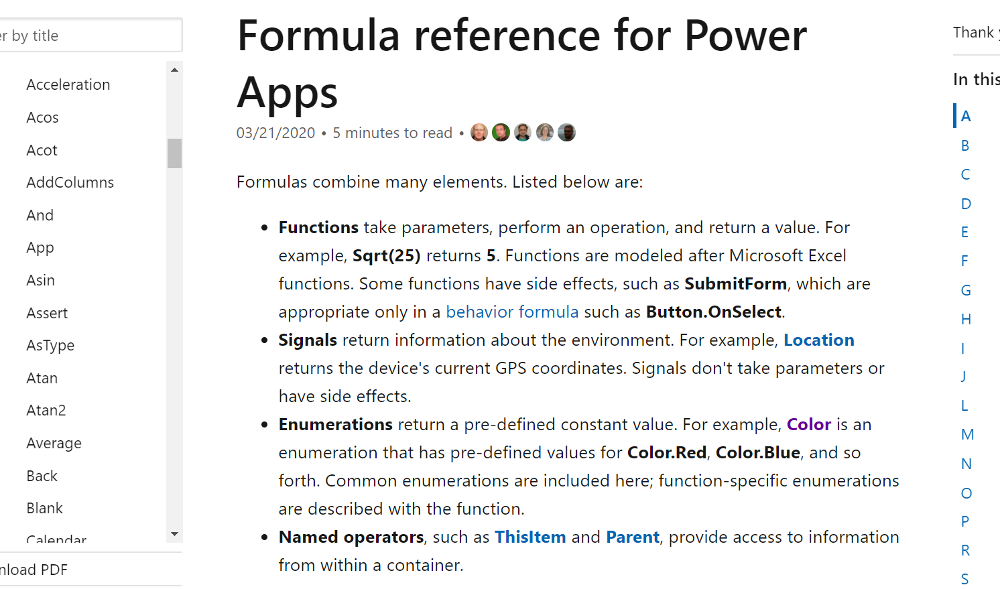 er by title
Acceleration
Acos
Acot
AddColumns
And
App
Asin
Assert
AsType
Atan
Atan2
Average
Back
Blank
Calendar
nload PDF
Formula reference for Power
Apps
03/21/2020 • 5 minutes to read •
Formulas combine many elements. Listed below are:
• Functions take parameters, perform an operation, and return a value. For
example, Sqrt(25) returns 5. Functions are modeled after Microsoft Excel
functions. Some functions have side effects, such as SubmitForm, which are
appropriate only in a behavior formula such as Button.OnSelect.
• Signals return information about the environment. For example, Location
returns the device's current GPS coordinates. Signals don't take parameters or
have side effects.
• Enumerations return a pre-defined constant value. For example, Color is an
enumeration that has pre-defined values for Color.Red, Color.Blue, and so
forth. Common enumerations are included here; function-specific enumerations
are described with the function.
• Named operators, such as ThisItem and Parent, provide access to information
from within a container.
Thank y
In this
A
B
C
D
E
F
G
H
I
J
L
M
N
O
P
R
S